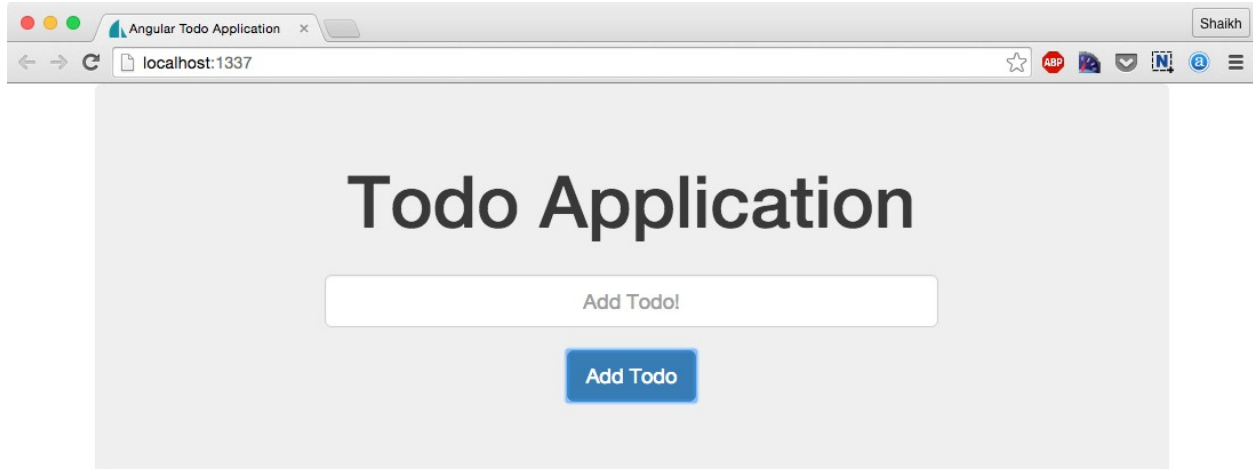 Angular Todo Application
Shaikh
localhost:1337
ABP
N
a
Todo Application
Add Todo!
Add Todo